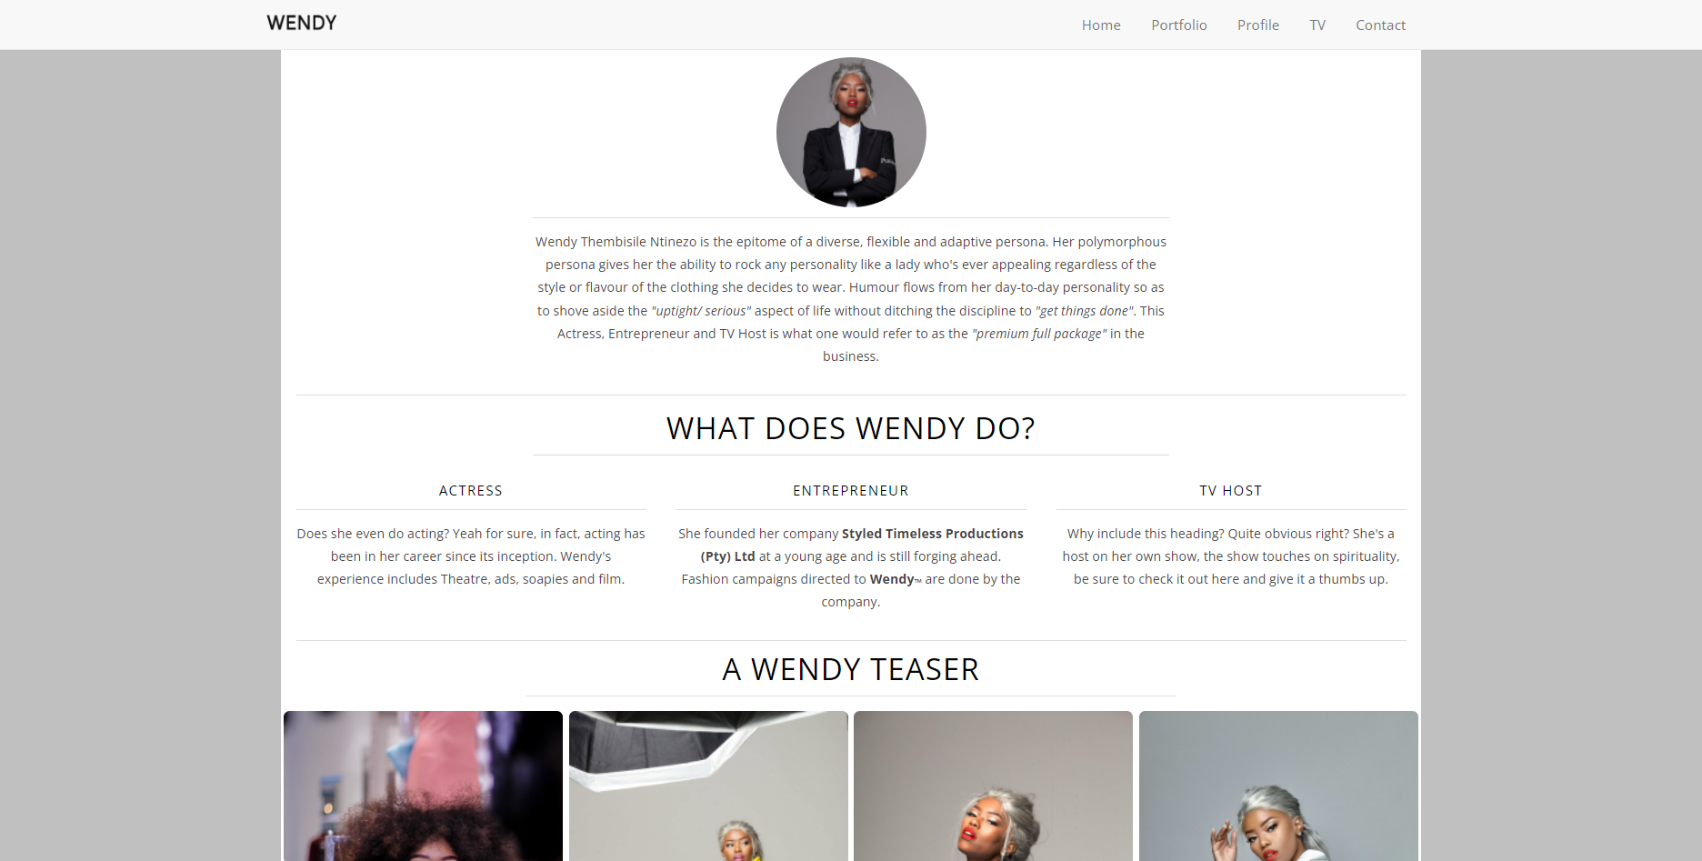 WENDY
Home Portfolio Profile TV Contact
Wendy Thembisile Ntinezo is the epitome of a diverse, flexible and adaptive persona. Her polymorphous
persona gives her the ability to rock any personality like a lady who's ever appealing regardless of the
style or flavour of the clothing she decides to wear. Humour flows from her day-to-day personality so as
to shove aside the "uptight/ serious" aspect of life without ditching the discipline to "get things done". This
Actress, Entrepreneur and TV Host is what one would refer to as the "premium full package" in the
business.
WHAT DOES WENDY DO?
ACTRESS
Does she even do acting? Yeah for sure, in fact, acting has
been in her career since its inception. Wendy's
experience includes Theatre, ads, soapies and film.
ENTREPRENEUR
She founded her company Styled Timeless Productions
(Pty) Ltd at a young age and is still forging ahead.
Fashion campaigns directed to Wendy™ are done by the
company.
TV HOST
Why include this heading? Quite obvious right? She's a
host on her own show, the show touches on spirituality,
be sure to check it out here and give it a thumbs up.
A WENDY TEASER